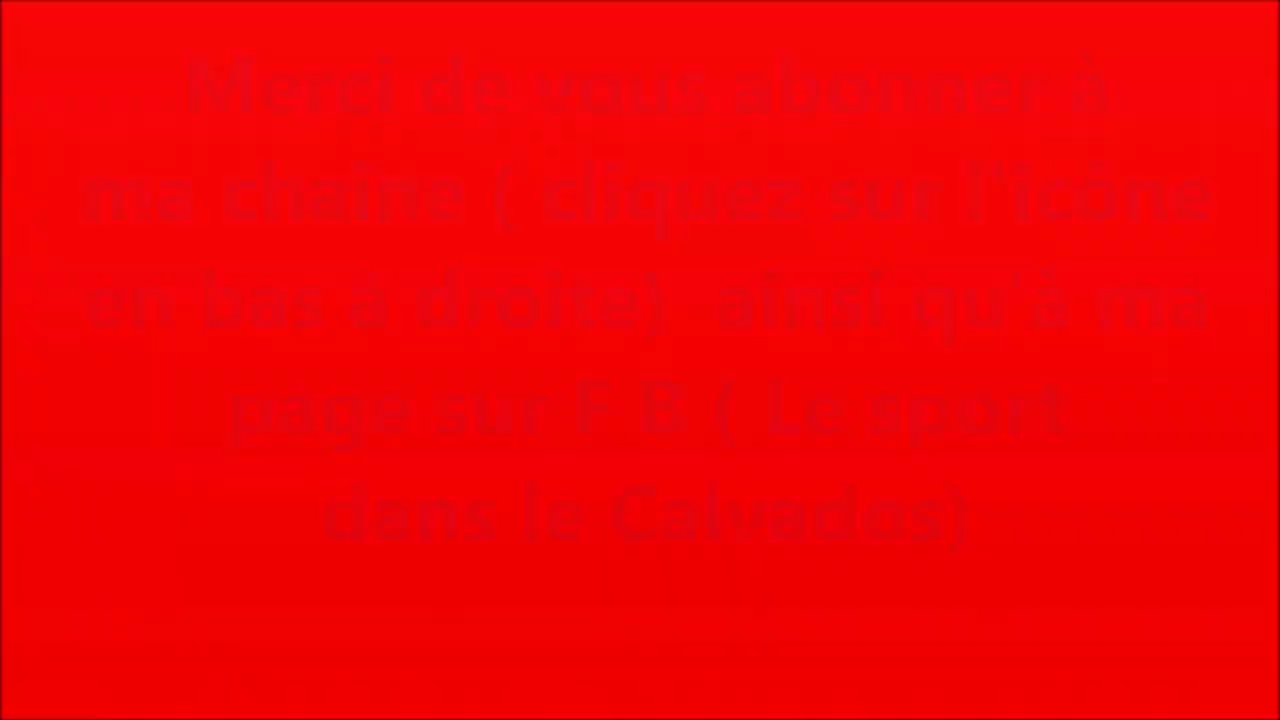 Merci de vous abonner à
ma chaîne ( cliquez sur l'icône
en bas à droite) -ainsi qu'à ma
page sur F B ( Le sport
dans le Calvados)